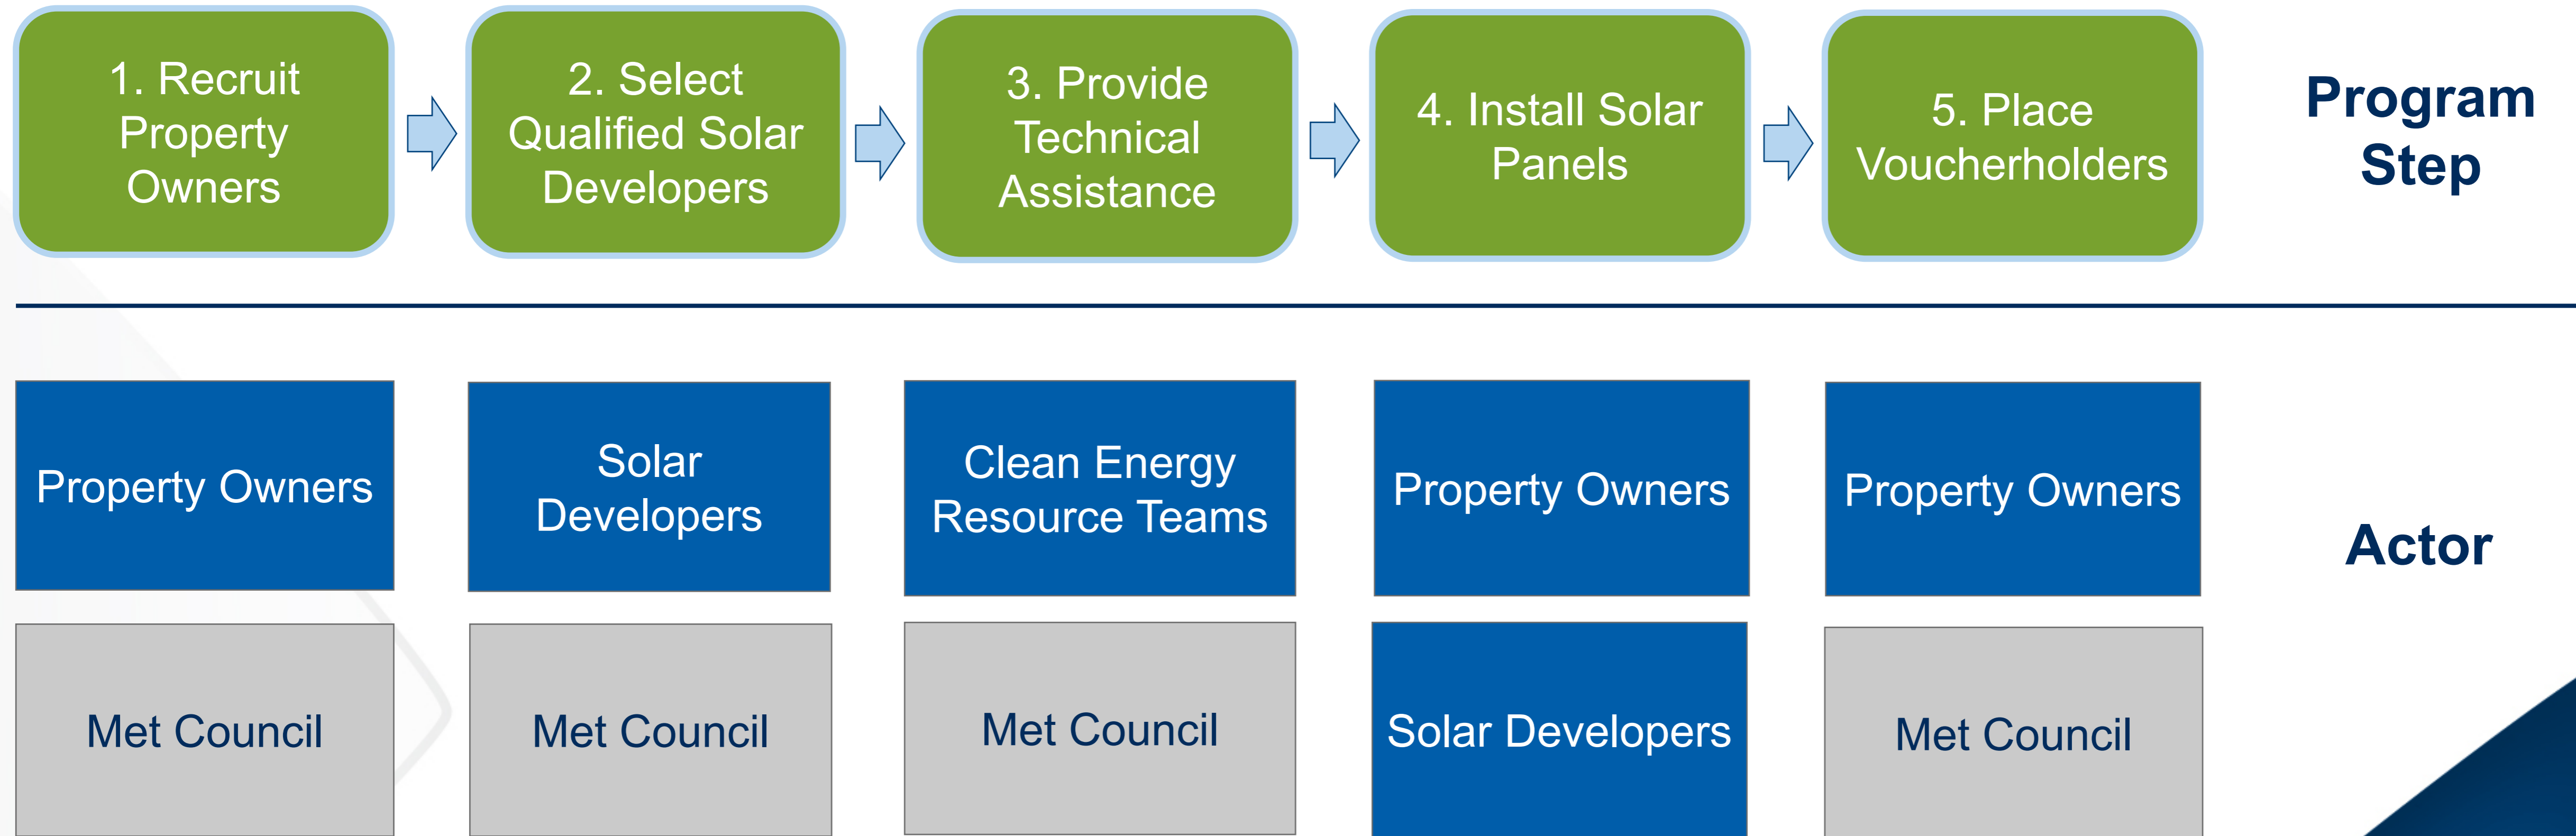 1. Recruit
Property
Owners
2. Select
Qualified Solar
Developers
3. Provide
Technical
Assistance
4. Install Solar
Panels
5. Place
Voucherholders
Program
Step
Property Owners
Solar
Developers
Clean Energy
Resource Teams
Property Owners
Property Owners
Actor
Met Council
Met Council
Met Council
Solar Developers
Met Council